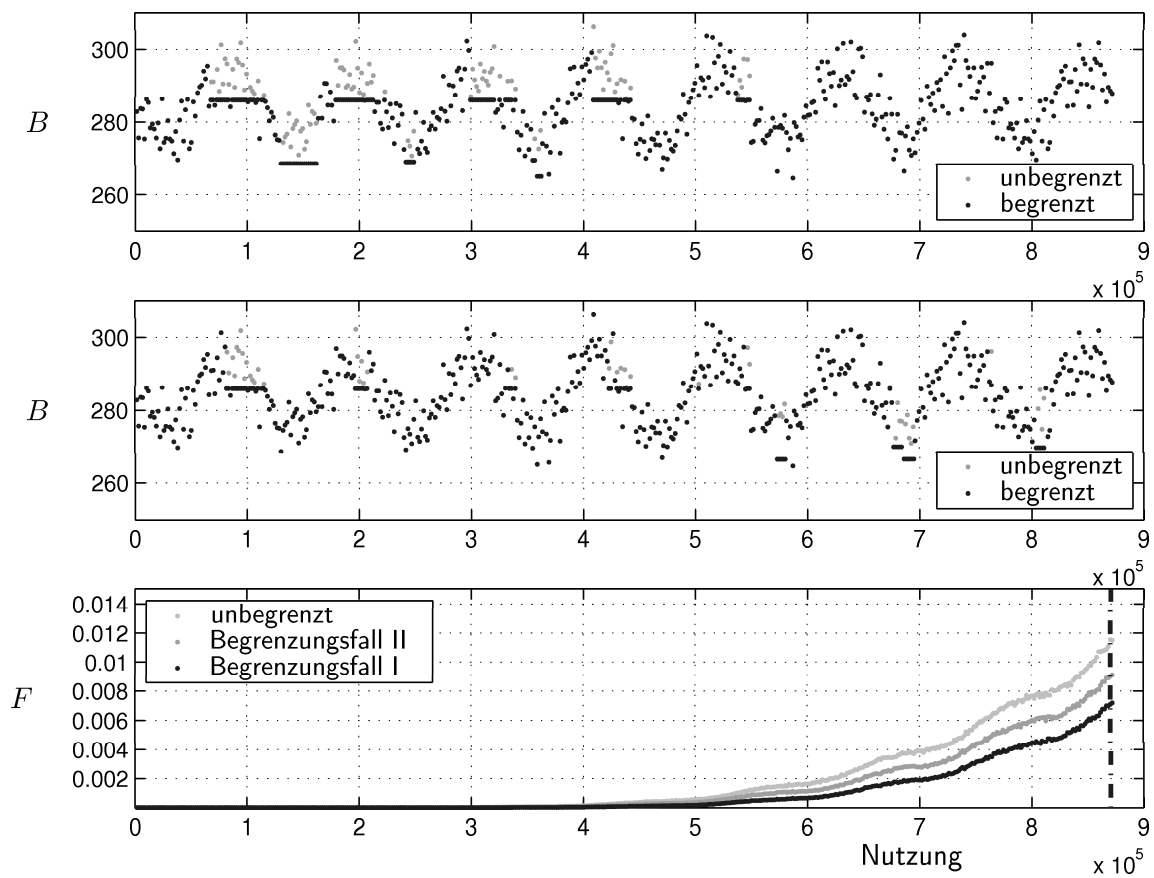 300
280
260
B
unbegrenzt
begrenzt
0 1 2 3 4 5 6 7 8 9
x 10^5
300
280
260
B
unbegrenzt
begrenzt
0 1 2 3 4 5 6 7 8 9
x 10^5
0.014
0.012
0.01
0.008
0.006
0.004
0.002
F
unbegrenzt
Begrenzungsfall II
Begrenzungsfall I
0 1 2 3 4 5 6 7 8 9
Nutzung
x 10^5